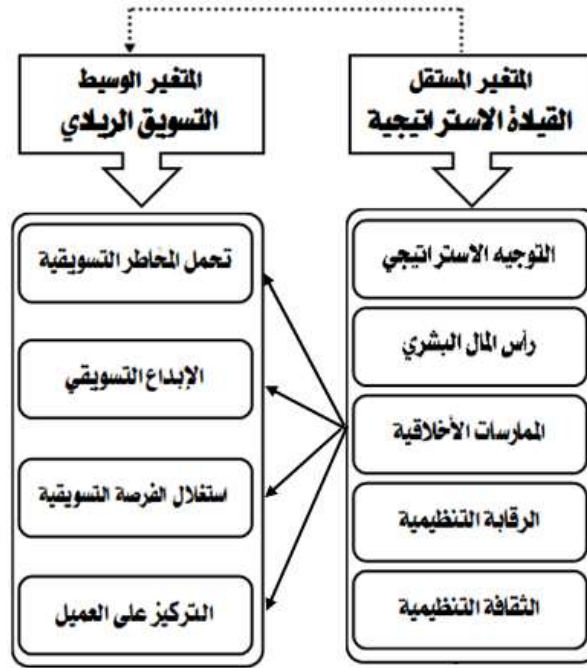 المتغير المستقل
القيادة الاستراتيجية
التوجيه الاستراتيجي
رأس المال البشري
الممارسات الأخلاقية
الرقابة التنظيمية
الثقافة التنظيمية
المتغير الوسيط
التسويق الريادي
تحمل المخاطر التسويقية
الإبداع التسويقي
استغلال الفرصة التسويقية
التركيز على العميل